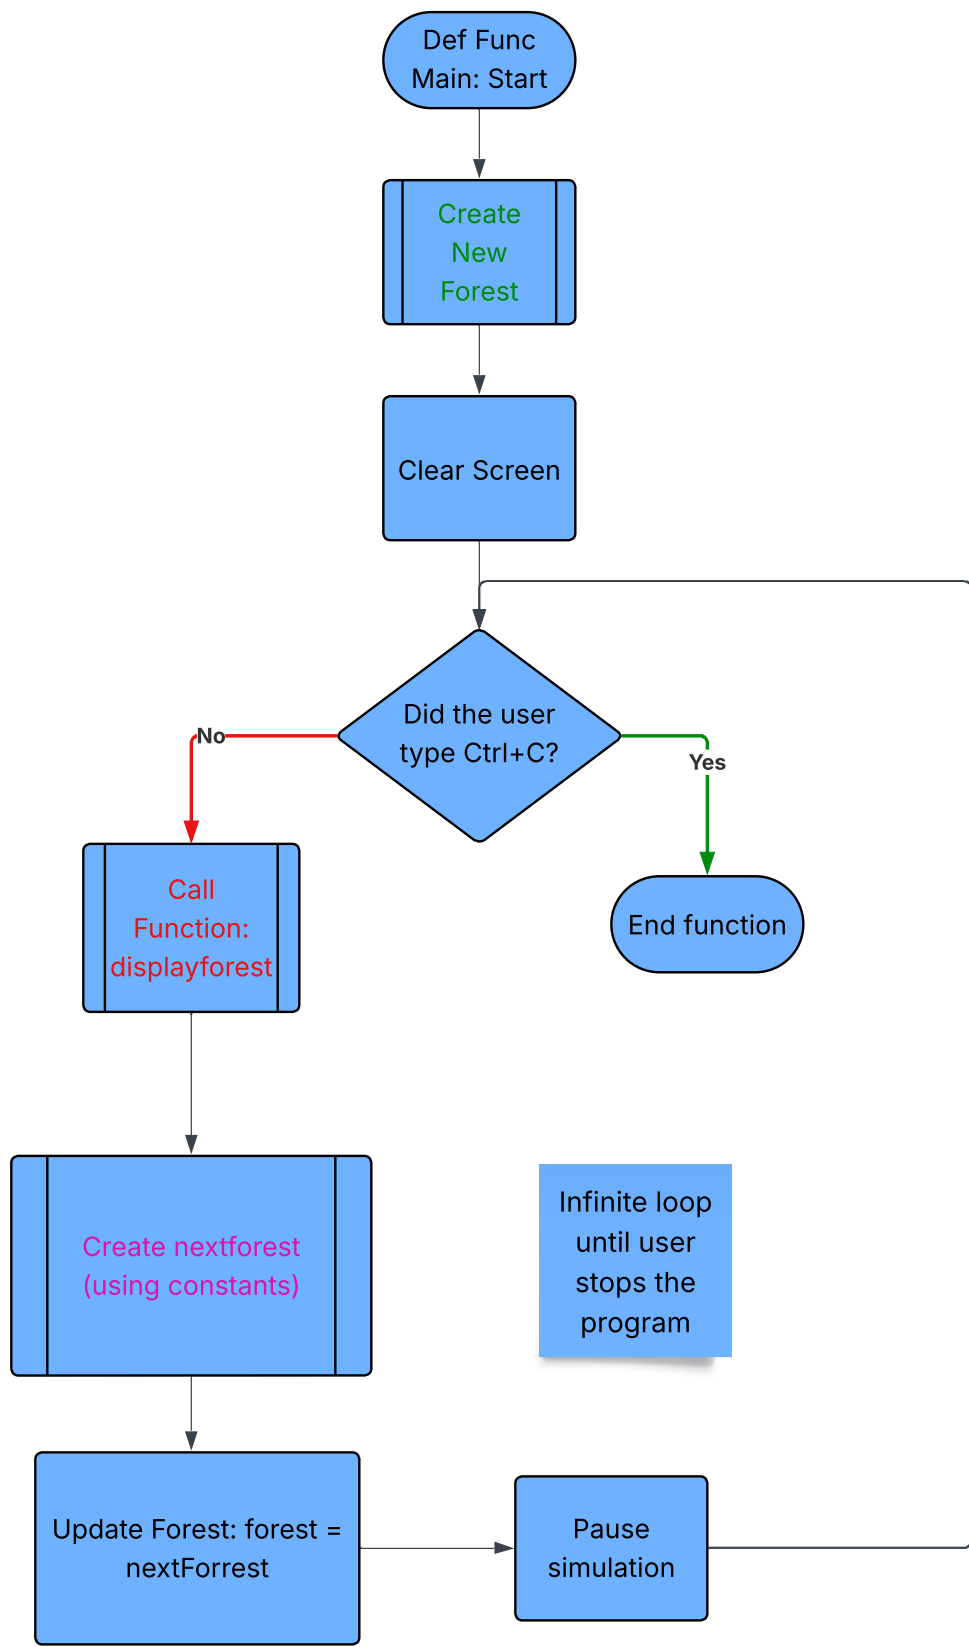 Def Func
Main: Start
Create
New
Forest
Clear Screen
Did the user
type Ctrl+C?
No
Yes
Call
Function:
displayforest
End function
Create nextforest
(using constants)
Infinite loop
until user
stops the
program
Update Forest: forest =
nextForrest
Pause
simulation